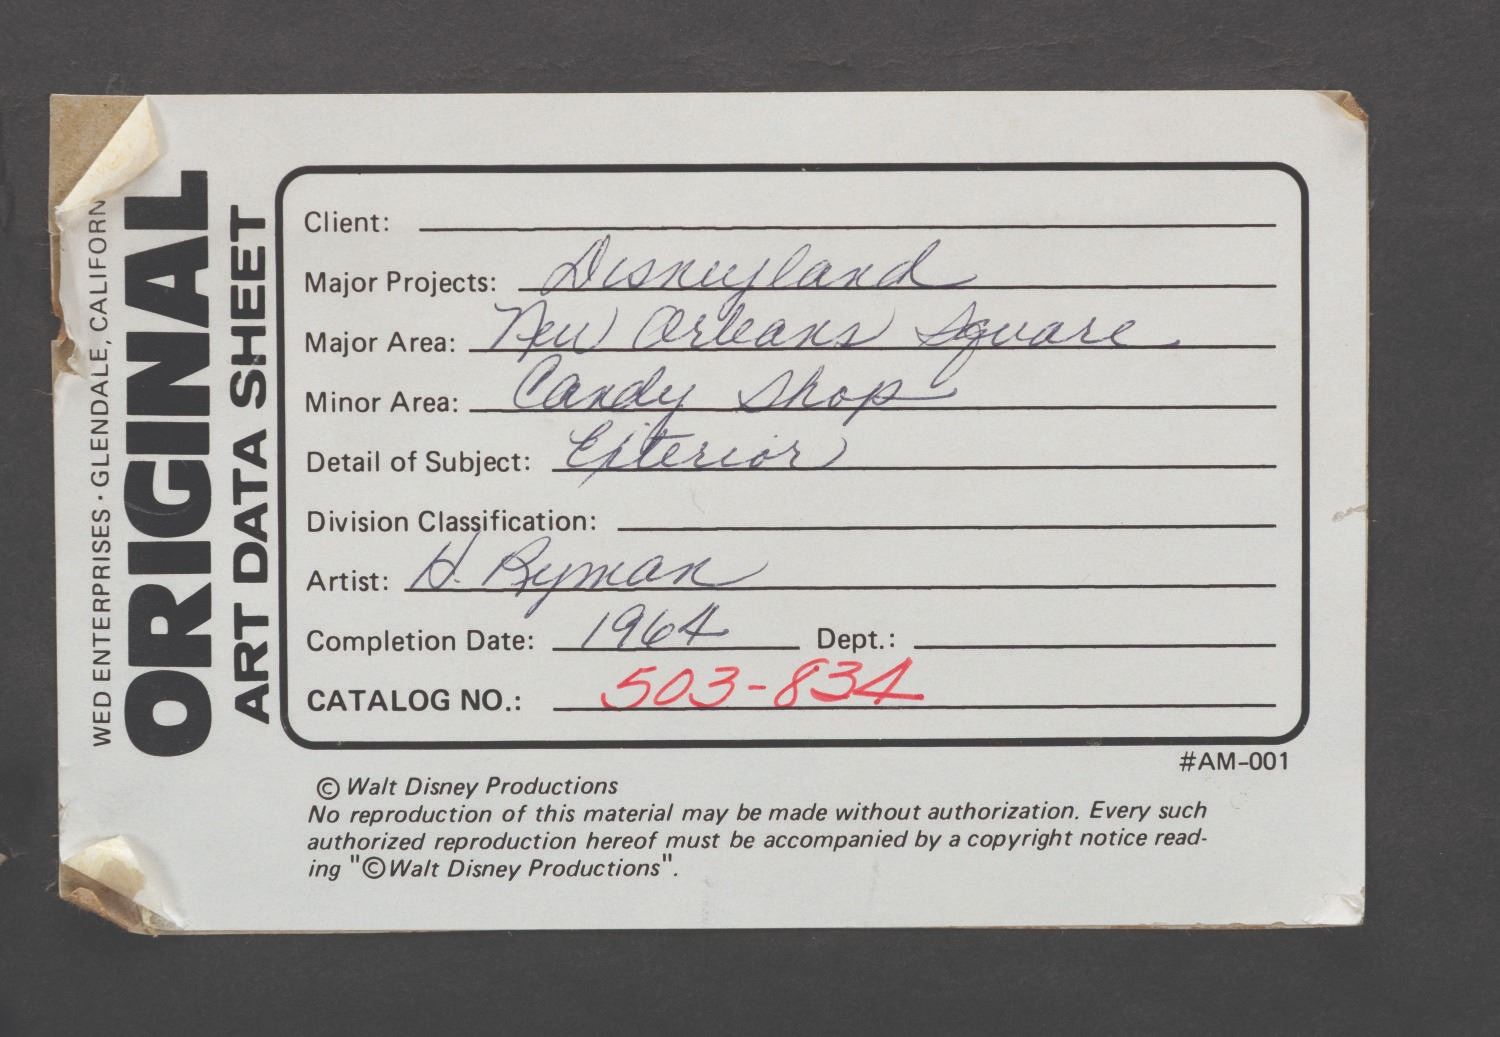 WED ENTERPRISES · GLENDALE, CALIFORN
ORIGINAL
ART DATA SHEET
Client:
Major Projects: Disneyland
Major Area: New Orleans Square
Minor Area: Candy Shop
Detail of Subject: Exterior
Division Classification:
Artist: H. Ryman
Completion Date: 1964 Dept.:
CATALOG NO.: 503-834
#AM-001
© Walt Disney Productions
No reproduction of this material may be made without authorization. Every such
authorized reproduction hereof must be accompanied by a copyright notice read-
ing "© Walt Disney Productions".